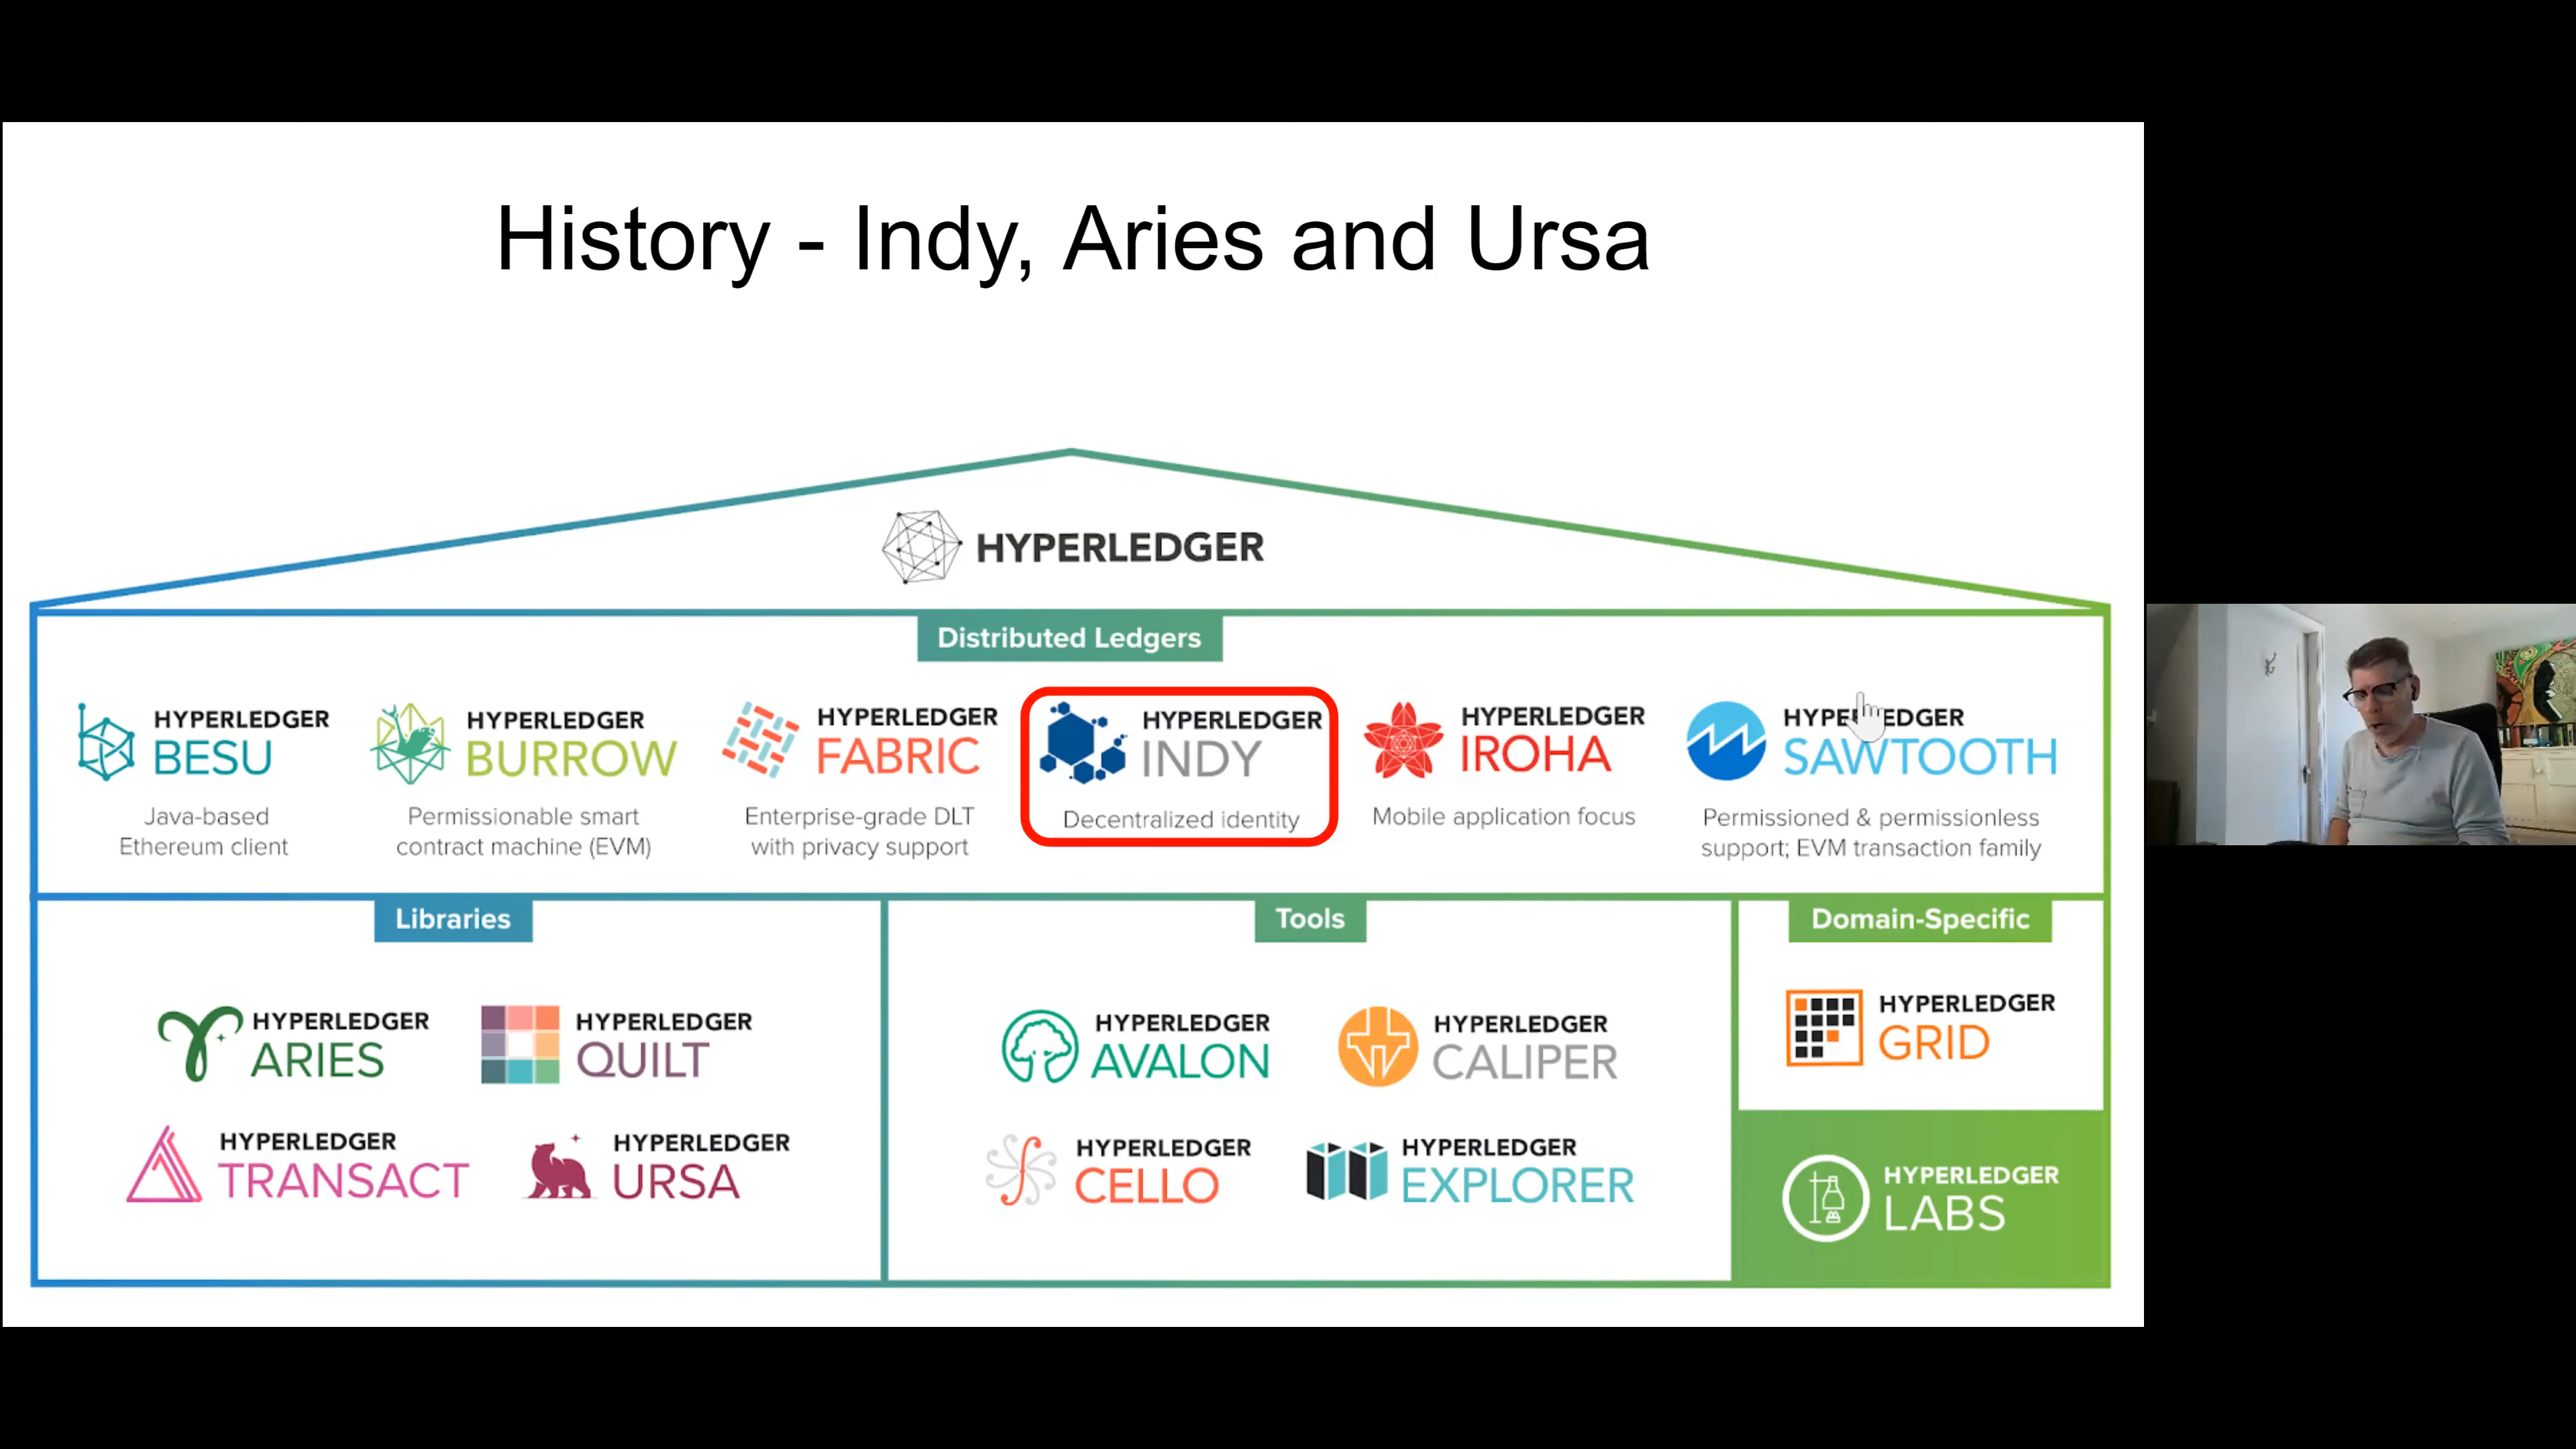 History - Indy, Aries and Ursa
HYPERLEDGER
Distributed Ledgers
HYPERLEDGER
BESU
Java-based
Ethereum client
HYPERLEDGER
BURROW
Permissionable smart
contract machine (EVM)
HYPERLEDGER
FABRIC
Enterprise-grade DLT
with privacy support
HYPERLEDGER
INDY
Decentralized identity
HYPERLEDGER
IROHA
Mobile application focus
HYPERLEDGER
SAWTOOTH
Permissioned & permissionless
support; EVM transaction family
Libraries
HYPERLEDGER
ARIES
HYPERLEDGER
QUILT
HYPERLEDGER
TRANSACT
HYPERLEDGER
URSA
Tools
HYPERLEDGER
AVALON
HYPERLEDGER
CALIPER
HYPERLEDGER
CELLO
HYPERLEDGER
EXPLORER
Domain-Specific
HYPERLEDGER
GRID
HYPERLEDGER
LABS